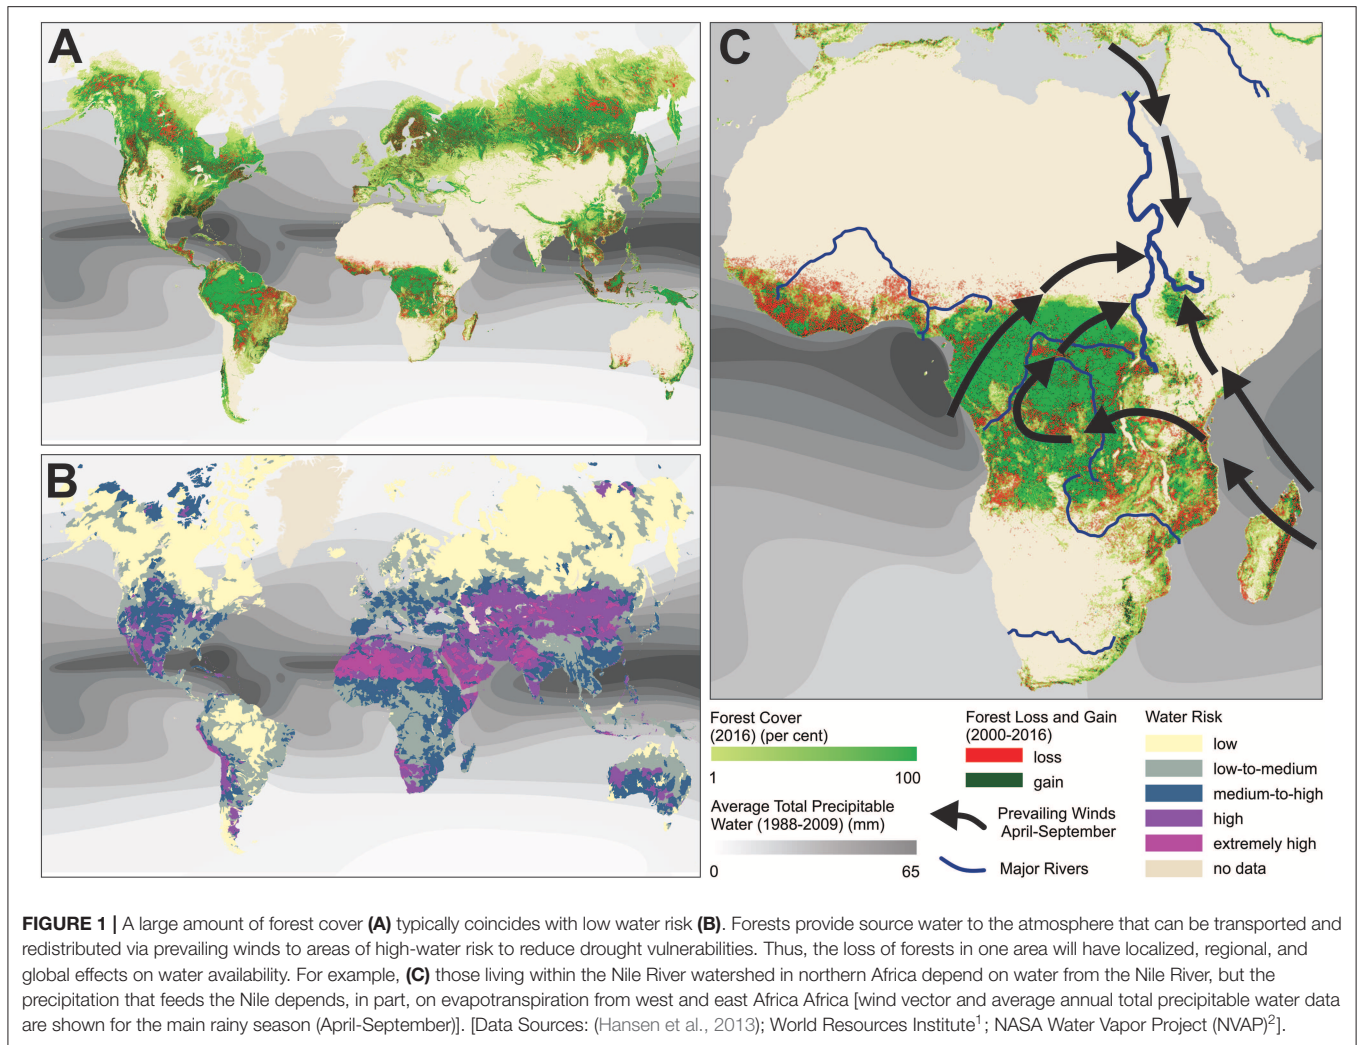 A
B
C
Forest Cover
(2016) (per cent)
1 100
Average Total Precipitable
Water (1988-2009) (mm)
0 65
Forest Loss and Gain
(2000-2016)
loss
gain
Prevailing Winds
April-September
Major Rivers
Water Risk
low
low-to-medium
medium-to-high
high
extremely high
no data
FIGURE 1 | A large amount of forest cover (A) typically coincides with low water risk (B). Forests provide source water to the atmosphere that can be transported and
redistributed via prevailing winds to areas of high-water risk to reduce drought vulnerabilities. Thus, the loss of forests in one area will have localized, regional, and
global effects on water availability. For example, (C) those living within the Nile River watershed in northern Africa depend on water from the Nile River, but the
precipitation that feeds the Nile depends, in part, on evapotranspiration from west and east Africa Africa [wind vector and average annual total precipitable water data
are shown for the main rainy season (April-September)]. [Data Sources: (Hansen et al., 2013); World Resources Institute1; NASA Water Vapor Project (NVAP)2].